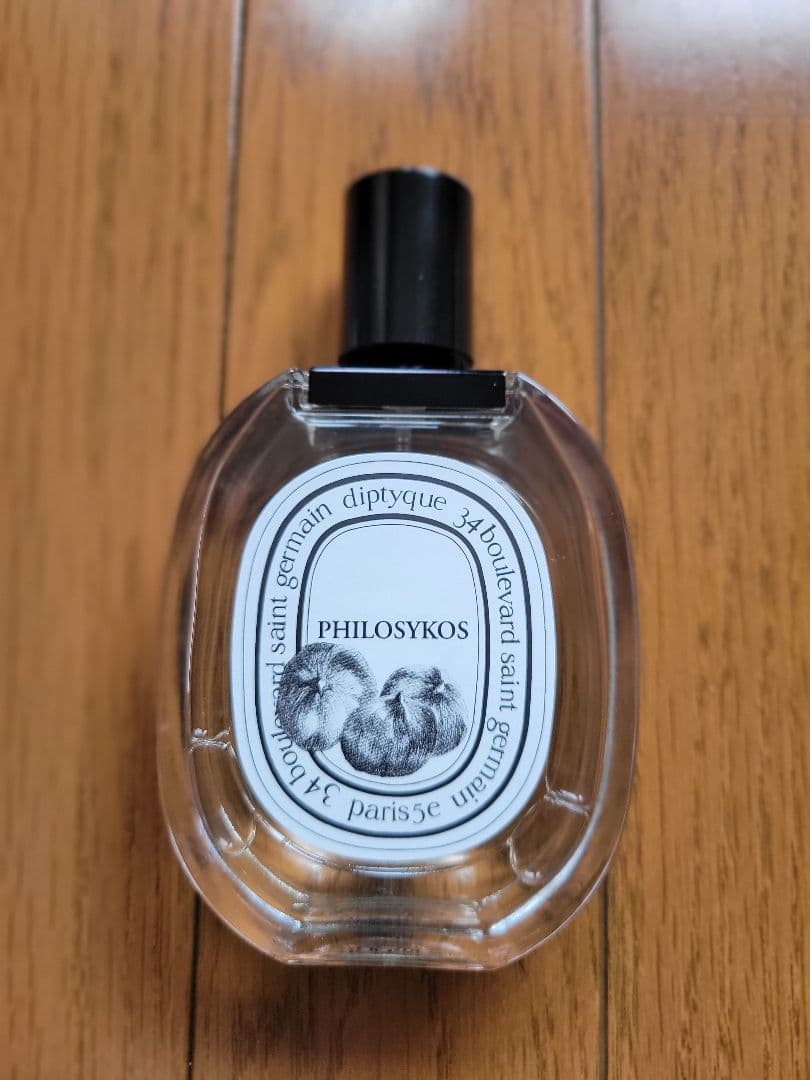 diptyque 34 boulevard saint germain
paris 5e
34 boulevard saint germain
PHILOSYKOS